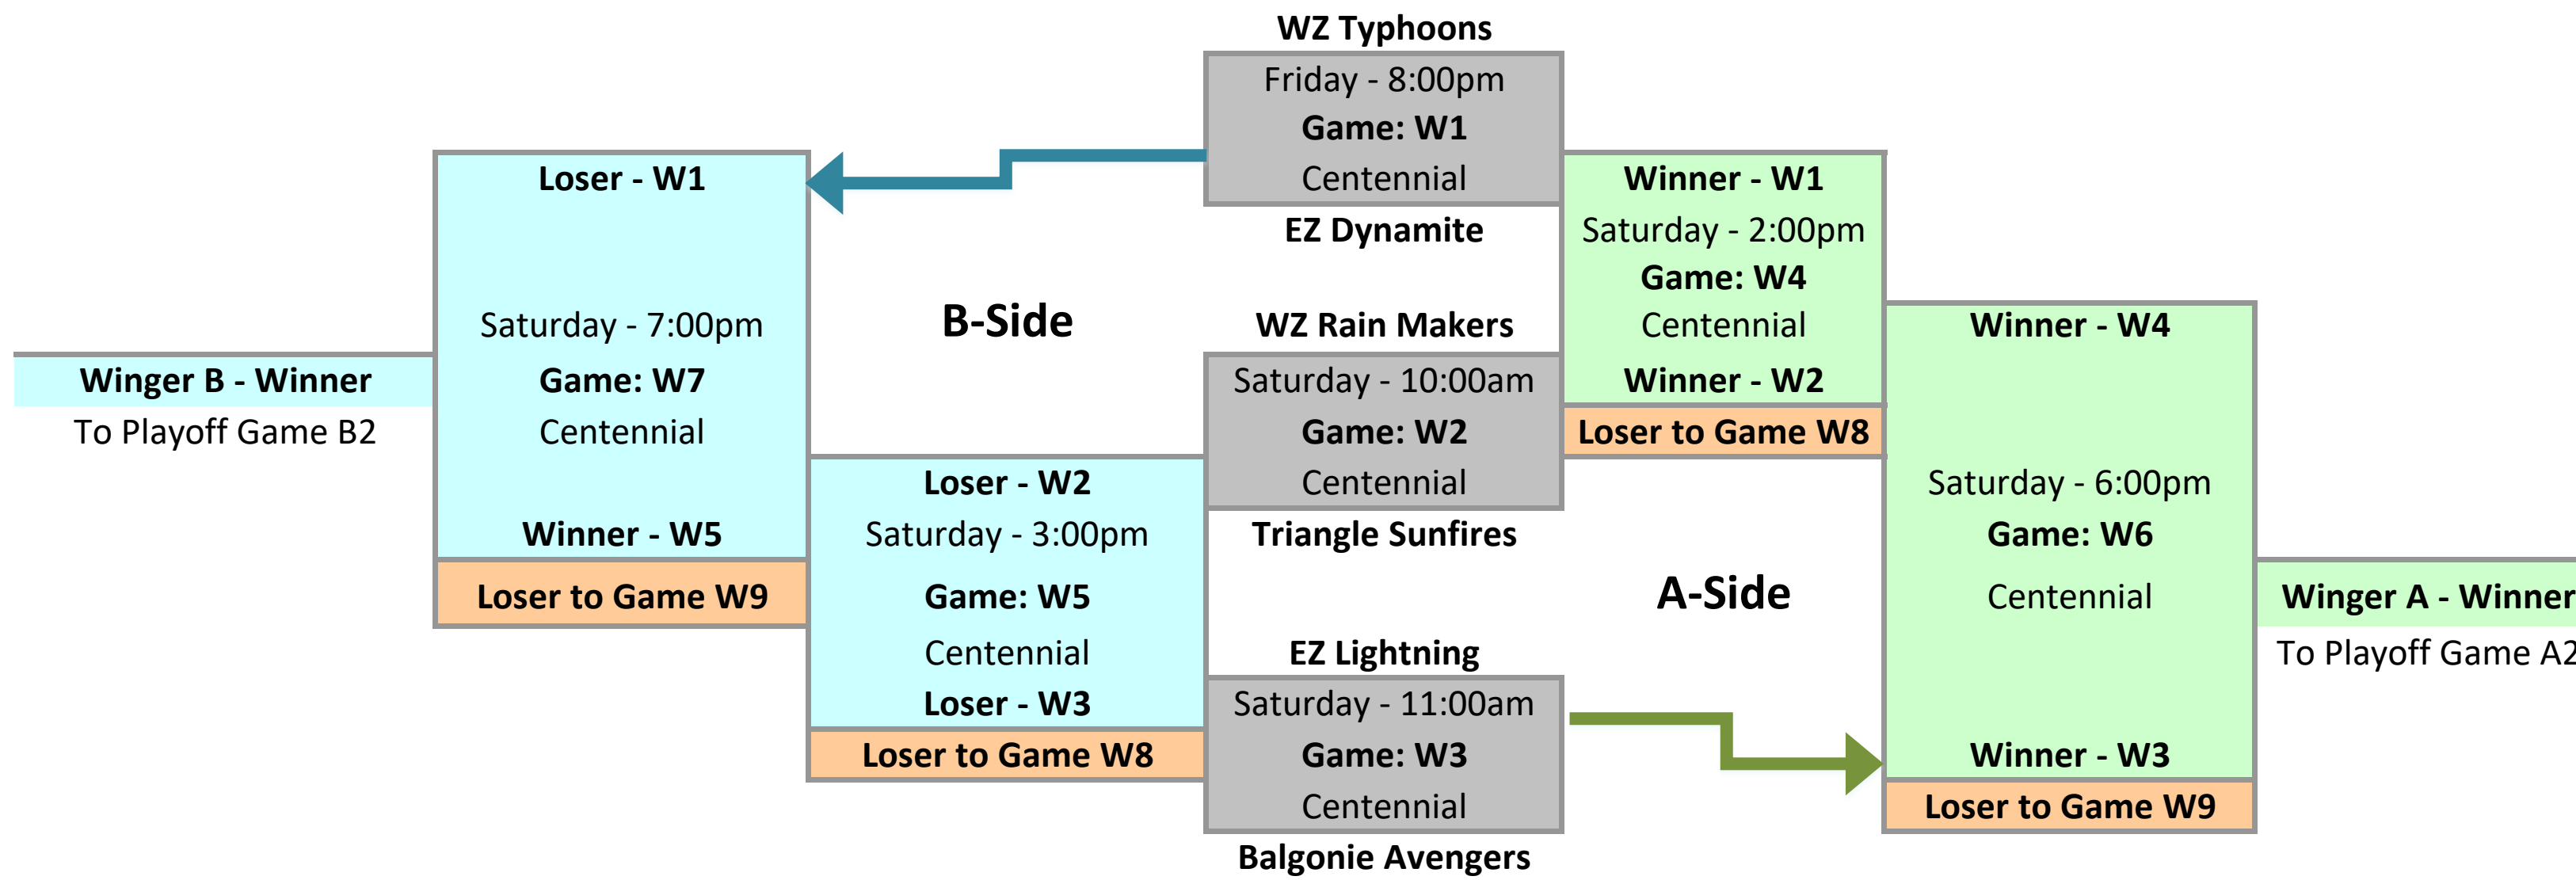 WZ Typhoons
Friday - 8:00pm
Game: W1
Centennial
EZ Dynamite
Loser - W1
Saturday - 7:00pm
Game: W7
Centennial
Winner - W5
Loser to Game W9
Winger B - Winner
To Playoff Game B2
B-Side
Loser - W2
Saturday - 3:00pm
Game: W5
Centennial
Loser - W3
Loser to Game W8
WZ Rain Makers
Saturday - 10:00am
Game: W2
Centennial
Triangle Sunfires
EZ Lightning
Saturday - 11:00am
Game: W3
Centennial
Balgonie Avengers
Winner - W1
Saturday - 2:00pm
Game: W4
Centennial
Winner - W2
Loser to Game W8
A-Side
Winner - W4
Saturday - 6:00pm
Game: W6
Centennial
Winner - W3
Loser to Game W9
Winger A - Winner
To Playoff Game A2